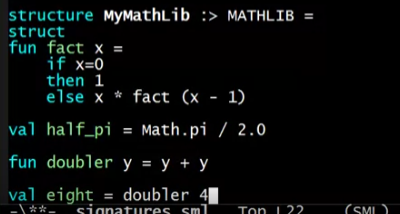 structure MyMathLib :> MATHLIB =
struct
fun fact x =
    if x=0
    then 1
    else x * fact (x - 1)

val half_pi = Math.pi / 2.0

fun doubler y = y + y

val eight = doubler 4
-\**-  signatures.sml   Top L22   (SML)